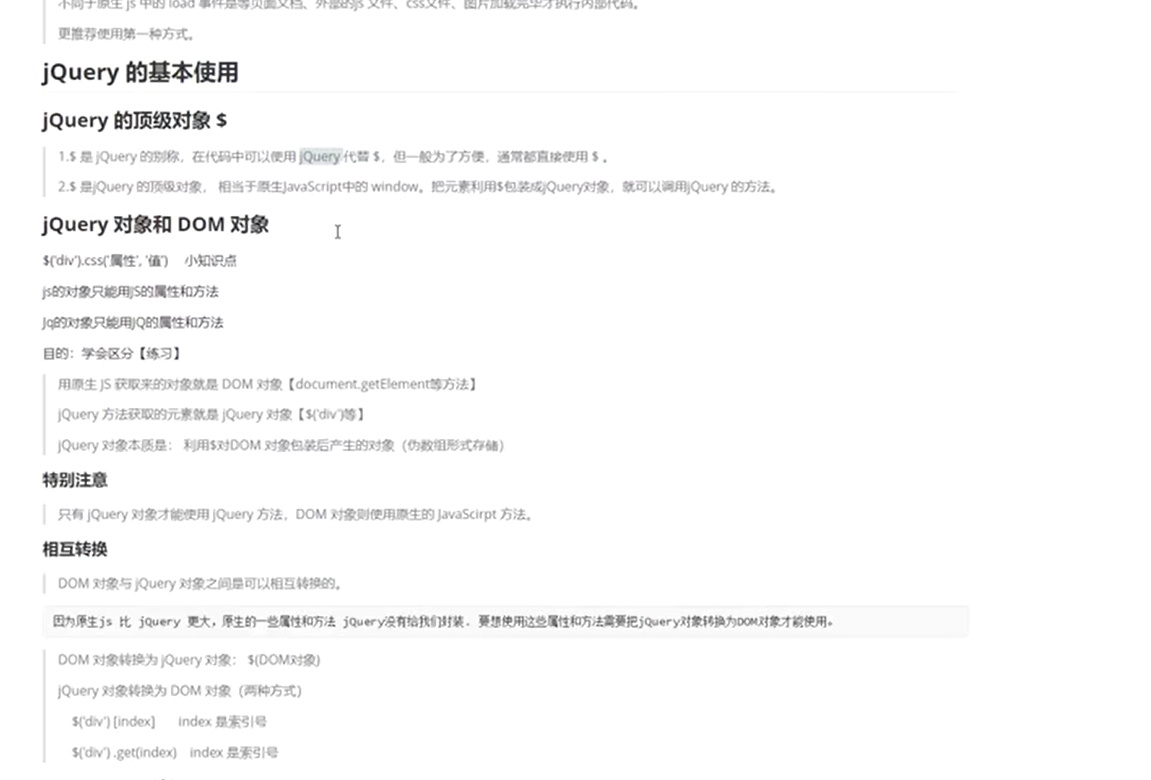 不同于原生 js 中的 load 事件是等页面文档、外部的js 文件、css文件、图片加载完毕才执行内部代码。
更推荐使用第一种方式。
jQuery 的基本使用
jQuery 的顶级对象 $
1.$ 是 jQuery 的别称，在代码中可以使用 jQuery 代替 $，但一般为了方便，通常都直接使用 $ 。
2.$ 是jQuery 的顶级对象， 相当于原生JavaScript中的 window。把元素利用$包装成jQuery对象，就可以调用jQuery 的方法。
jQuery 对象和 DOM 对象
$('div').css('属性', '值') 小知识点
js的对象只能用JS的属性和方法
Jq的对象只能用JQ的属性和方法
目的：学会区分【练习】
用原生 JS 获取来的对象就是 DOM 对象【document.getElement等方法】
jQuery 方法获取的元素就是 jQuery 对象【$('div')等】
jQuery 对象本质是： 利用$对DOM 对象包装后产生的对象（伪数组形式存储）
特别注意
只有 jQuery 对象才能使用 jQuery 方法，DOM 对象则使用原生的 JavaScirpt 方法。
相互转换
DOM 对象与 jQuery 对象之间是可以相互转换的。
因为原生js 比 jQuery 更大，原生的一些属性和方法 jQuery没有给我们封装. 要想使用这些属性和方法需要把jQuery对象转换为DOM对象才能使用。
DOM 对象转换为 jQuery 对象： $(DOM对象)
jQuery 对象转换为 DOM 对象（两种方式）
$('div') [index] index 是索引号
$('div') .get(index) index 是索引号